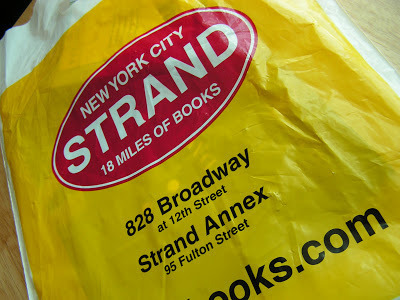 NEW YORK CITY
STRAND
18 MILES OF BOOKS
828 Broadway
at 12th Street
Strand Annex
95 Fulton Street
books.com